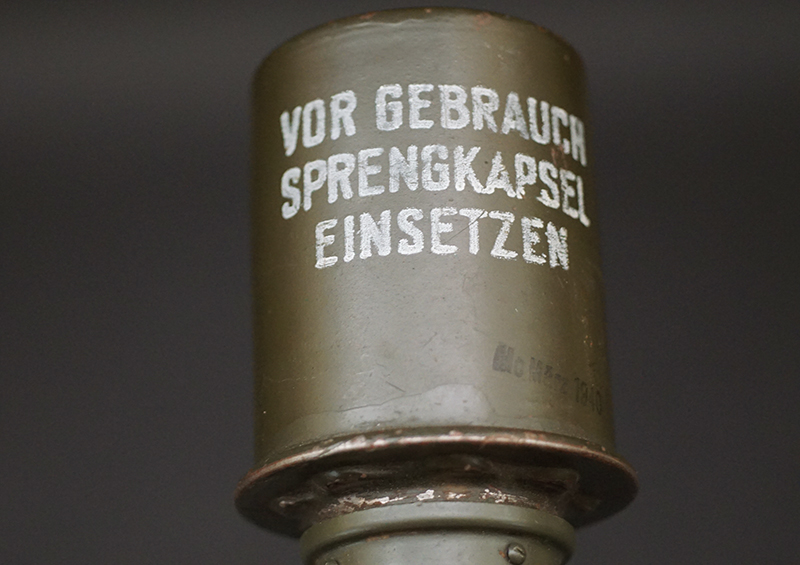 VOR GEBRAUCH
SPRENGKAPSEL
EINSETZEN